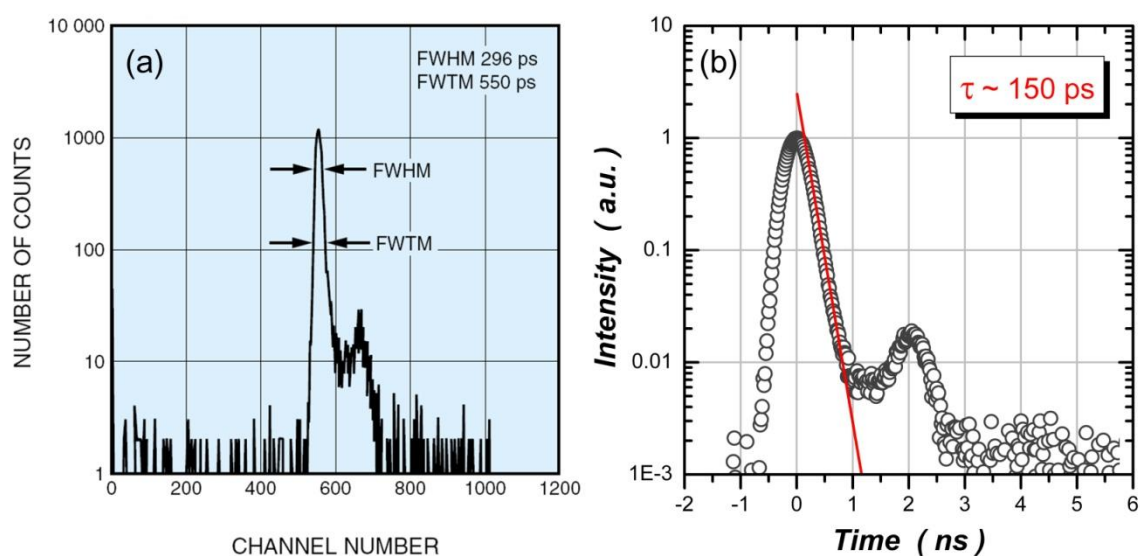 10 000
(a)
FWHM 296 ps
FWTM 550 ps
1000
FWHM
100
FWTM
10
1
0 200 400 600 800 1000 1200
NUMBER OF COUNTS
CHANNEL NUMBER
10
(b)
τ ~ 150 ps
1
0.1
0.01
1E-3
-2 -1 0 1 2 3 4 5 6
Intensity ( a.u. )
Time ( ns )